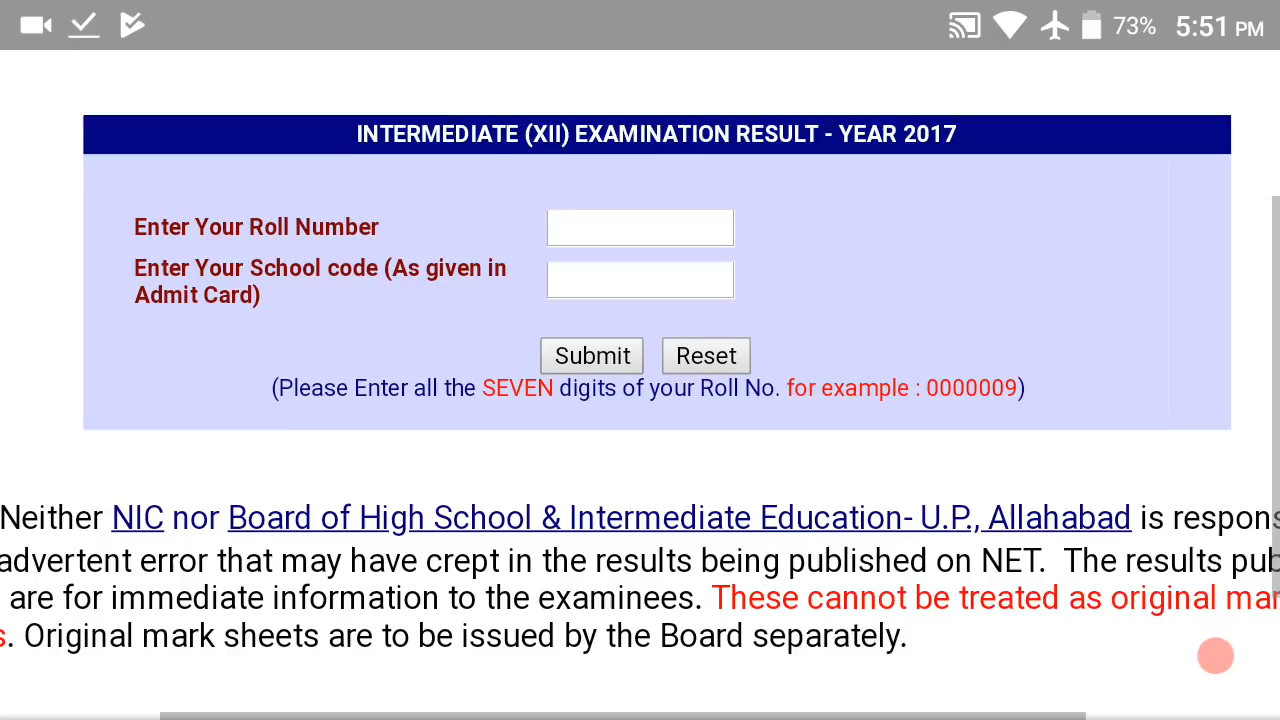 73% 5:51 PM
INTERMEDIATE (XII) EXAMINATION RESULT - YEAR 2017
Enter Your Roll Number
Enter Your School code (As given in
Admit Card)
Submit Reset
(Please Enter all the SEVEN digits of your Roll No. for example : 0000009)
Neither NIC nor Board of High School & Intermediate Education- U.P., Allahabad is respons
advertent error that may have crept in the results being published on NET. The results pub
are for immediate information to the examinees. These cannot be treated as original mar
s. Original mark sheets are to be issued by the Board separately.